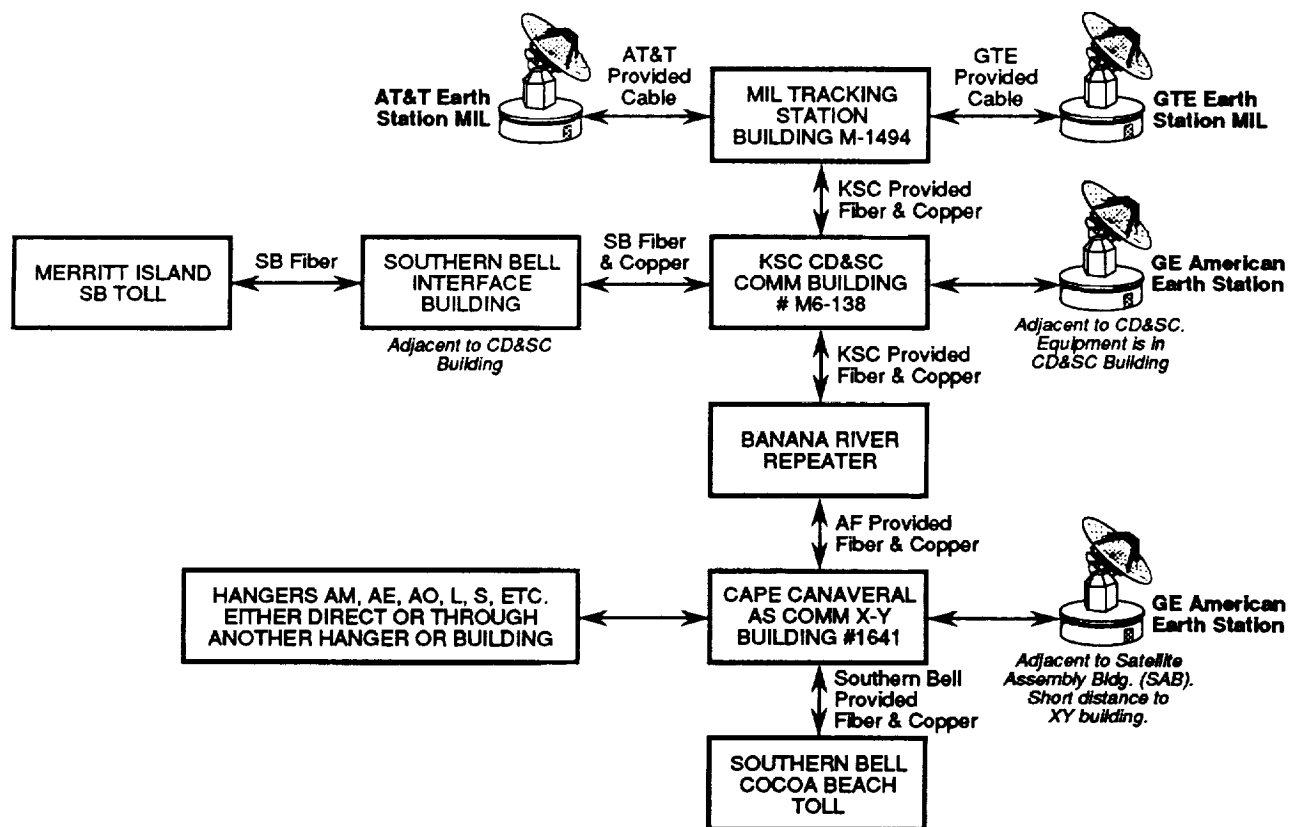 AT&T
Provided
Cable
GTE
Provided
Cable
AT&T Earth
Station MIL
MIL TRACKING
STATION
BUILDING M-1494
GTE Earth
Station MIL
KSC Provided
Fiber & Copper
MERRITT ISLAND
SB TOLL
SB Fiber
SOUTHERN BELL
INTERFACE
BUILDING
Adjacent to CD&SC
Building
SB Fiber
& Copper
KSC CD&SC
COMM BUILDING
# M6-138
GE American
Earth Station
Adjacent to CD&SC.
Equipment is in
CD&SC Building
KSC Provided
Fiber & Copper
BANANA RIVER
REPEATER
AF Provided
Fiber & Copper
HANGERS AM, AE, AO, L, S, ETC.
EITHER DIRECT OR THROUGH
ANOTHER HANGER OR BUILDING
CAPE CANAVERAL
AS COMM X-Y
BUILDING #1641
GE American
Earth Station
Adjacent to Satellite
Assembly Bldg. (SAB).
Short distance to
XY building.
Southern Bell
Provided
Fiber & Copper
SOUTHERN BELL
COCOA BEACH
TOLL